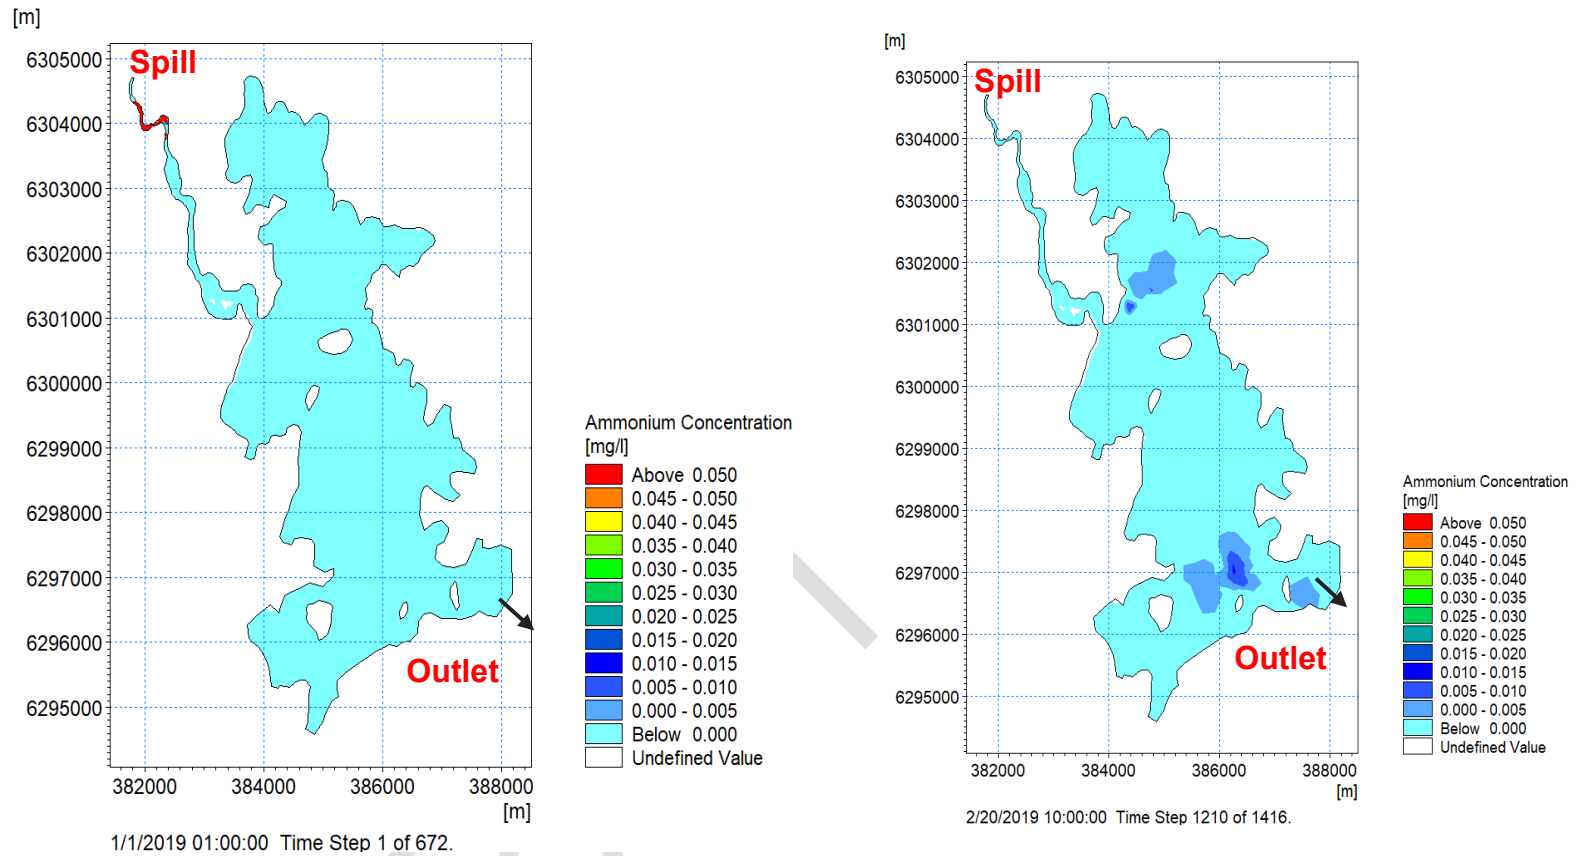 [m]
6305000
6304000
6303000
6302000
6301000
6300000
6299000
6298000
6297000
6296000
6295000
Spill
Outlet
382000 384000 386000 388000
[m]
1/1/2019 01:00:00 Time Step 1 of 672.
Ammonium Concentration
[mg/l]
Above 0.050
0.045 - 0.050
0.040 - 0.045
0.035 - 0.040
0.030 - 0.035
0.025 - 0.030
0.020 - 0.025
0.015 - 0.020
0.010 - 0.015
0.005 - 0.010
0.000 - 0.005
Below 0.000
Undefined Value
[m]
6305000
6304000
6303000
6302000
6301000
6300000
6299000
6298000
6297000
6296000
6295000
Spill
Outlet
382000 384000 386000 388000
[m]
2/20/2019 10:00:00 Time Step 1210 of 1416.
Ammonium Concentration
[mg/l]
Above 0.050
0.045 - 0.050
0.040 - 0.045
0.035 - 0.040
0.030 - 0.035
0.025 - 0.030
0.020 - 0.025
0.015 - 0.020
0.010 - 0.015
0.005 - 0.010
0.000 - 0.005
Below 0.000
Undefined Value